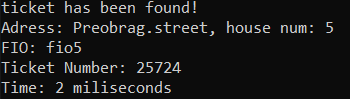 ticket has been found!
Adress: Preobrag.street, house num: 5
FIO: fio5
Ticket Number: 25724
Time: 2 miliseconds